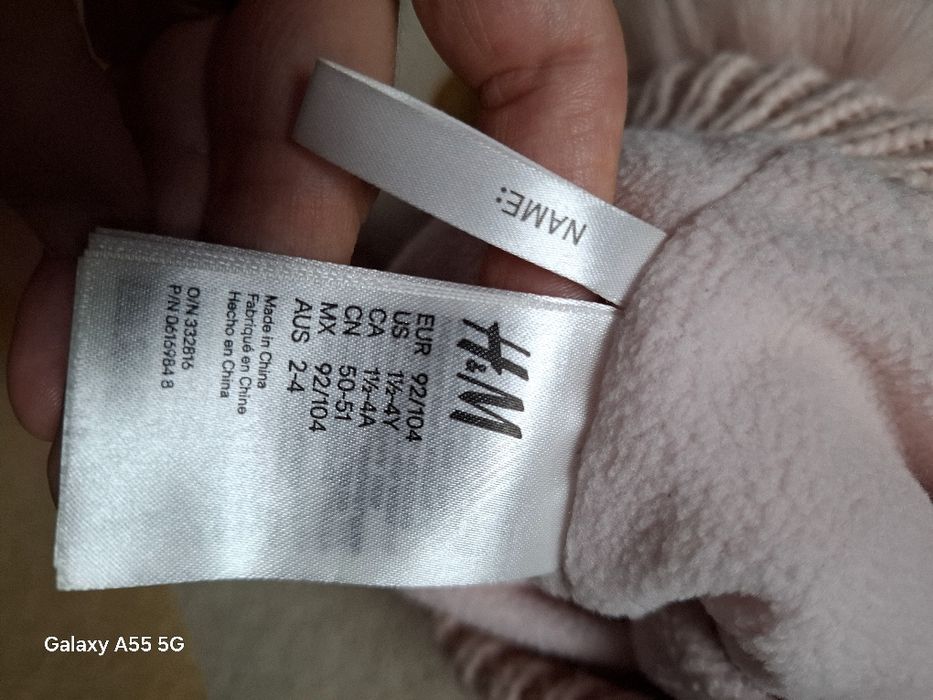 NAME:
H&M
EUR 92/104
US 1½-4Y
CA 1½-4A
CN 50-51
MX 92/104
AUS 2-4
Made in China
Fabriqué en Chine
Hecho en China
O/N 332816
P/N 0616984 8
Galaxy A55 5G